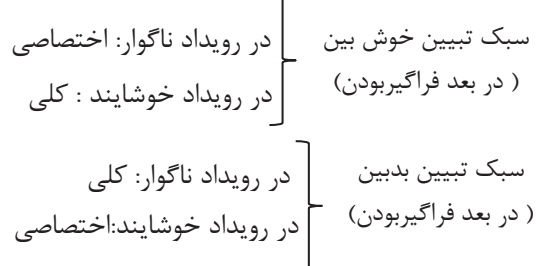 سبک تبیین خوش بین
( در بعد فراگیربودن)
در رویداد ناگوار: اختصاصی
در رویداد خوشایند : کلی
سبک تبیین بدبین
( در بعد فراگیربودن)
در رویداد ناگوار: کلی
در رویداد خوشایند:اختصاصی